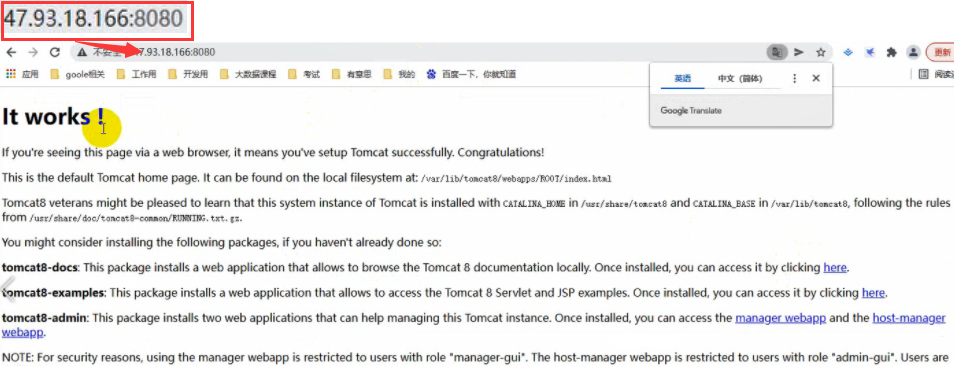 47.93.18.166:8080
不安全 47.93.18.166:8080 更新
应用 goole相关 工作用 开发用 大数据课程 考试 有意思 我的 百度一下，你就知道
英语 中文（简体）
Google Translate
It works !
If you're seeing this page via a web browser, it means you've setup Tomcat successfully. Congratulations!
This is the default Tomcat home page. It can be found on the local filesystem at: /var/lib/tomcat8/webapps/ROOT/index.html
Tomcat8 veterans might be pleased to learn that this system instance of Tomcat is installed with CATALINA_HOME in /usr/share/tomcat8 and CATALINA_BASE in /var/lib/tomcat8, following the rules
from /usr/share/doc/tomcat8-common/RUNNING.txt.gz.
You might consider installing the following packages, if you haven't already done so:
tomcat8-docs: This package installs a web application that allows to browse the Tomcat 8 documentation locally. Once installed, you can access it by clicking here.
tomcat8-examples: This package installs a web application that allows to access the Tomcat 8 Servlet and JSP examples. Once installed, you can access it by clicking here.
tomcat8-admin: This package installs two web applications that can help managing this Tomcat instance. Once installed, you can access the manager webapp and the host-manager
webapp.
NOTE: For security reasons, using the manager webapp is restricted to users with role "manager-gui". The host-manager webapp is restricted to users with role "admin-gui". Users are